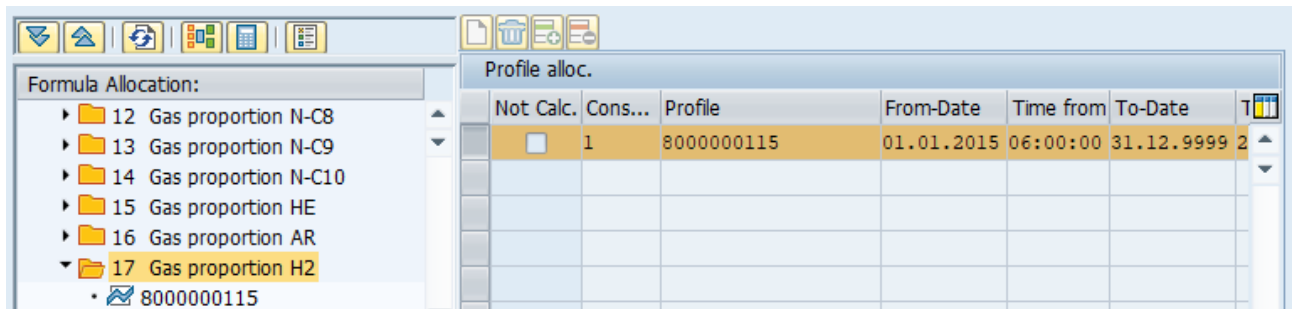 Formula Allocation:
12 Gas proportion N-C8
13 Gas proportion N-C9
14 Gas proportion N-C10
15 Gas proportion HE
16 Gas proportion AR
17 Gas proportion H2
8000000115
Profile alloc.
Not Calc. Cons... Profile From-Date Time from To-Date T
1 8000000115 01.01.2015 06:00:00 31.12.9999 2